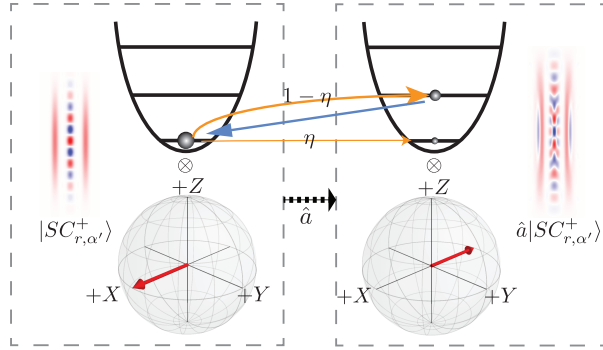 1 − η
η
⊗
⊗
+Z
+Z
|SC⁺_{r,α′}⟩
â
â|SC⁺_{r,α′}⟩
+X
+Y
+X
+Y